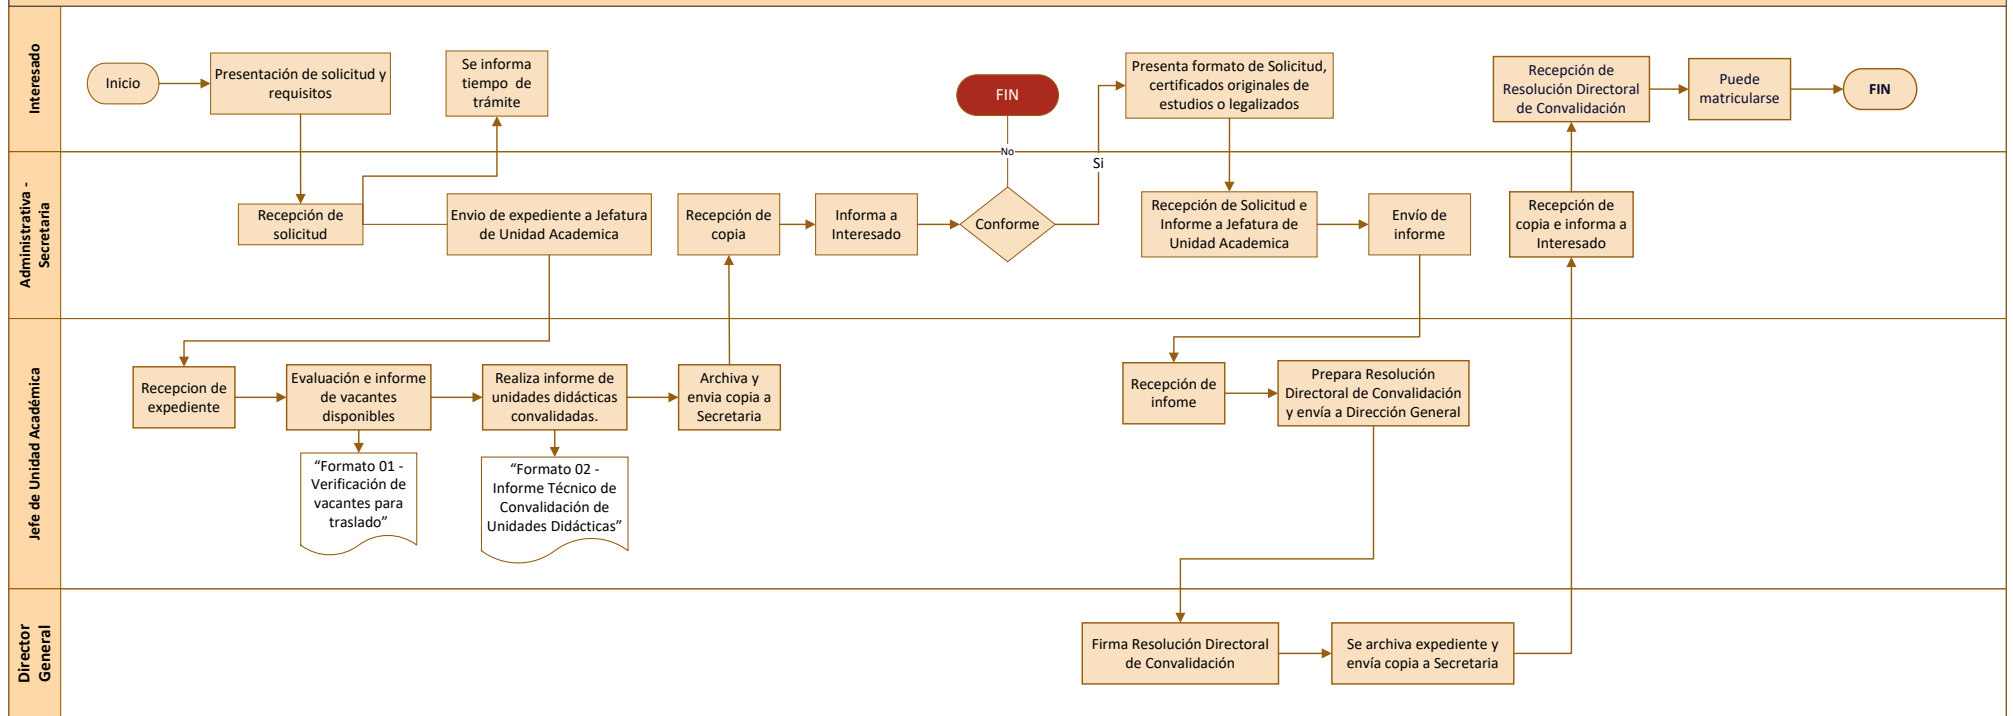 Interesado
Inicio
Presentación de solicitud y
requisitos
Se informa
tiempo de
trámite
FIN
No
Si
Presenta formato de Solicitud,
certificados originales de
estudios o legalizados
Recepción de
Resolución Directoral
de Convalidación
Puede
matricularse
FIN
Administrativa -
Secretaria
Recepción de
solicitud
Envio de expediente a Jefatura
de Unidad Academica
Recepción de
copia
Informa a
Interesado
Conforme
Recepción de Solicitud e
Informe a Jefatura de
Unidad Academica
Envío de
informe
Recepción de
copia e informa a
Interesado
Jefe de Unidad Académica
Recepcion de
expediente
Evaluación e informe
de vacantes
disponibles
Realiza informe de
unidades didácticas
convalidadas.
Archiva y
envia copia a
Secretaria
Recepción de
infome
Prepara Resolución
Directoral de Convalidación
y envía a Dirección General
“Formato 01 -
Verificación de
vacantes para
traslado”
“Formato 02 -
Informe Técnico de
Convalidación de
Unidades Didácticas”
Director
General
Firma Resolución Directoral
de Convalidación
Se archiva expediente y
envía copia a Secretaria